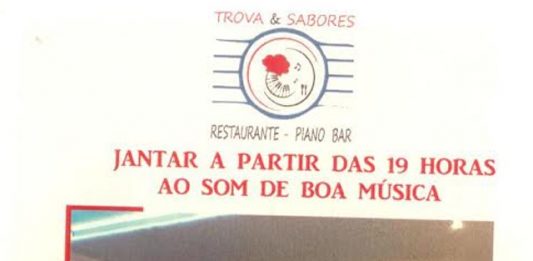 TROVA & SABORES
RESTAURANTE - PIANO BAR
JANTAR A PARTIR DAS 19 HORAS
AO SOM DE BOA MÚSICA